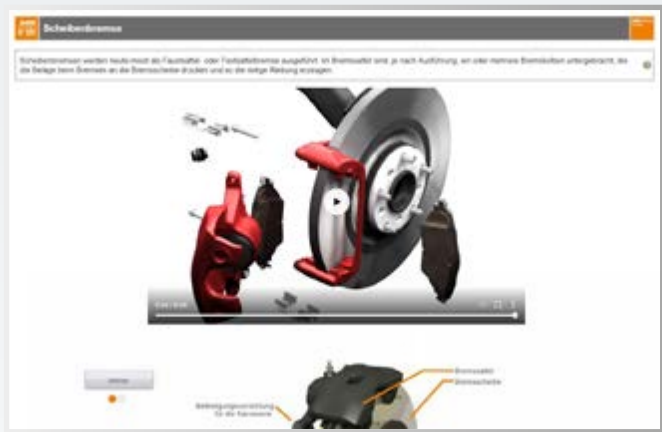 Scheibenbremse
Scheibenbremsen werden heute meist als Faustsattel- oder Festsattelbremse ausgeführt. Im Bremssattel sind, je nach Ausführung, ein oder mehrere Bremskolben untergebracht, die
die Beläge beim Bremsen an die Bremsscheibe drücken und so die nötige Reibung erzeugen.
Bremssattel
Bremsscheibe
für die Karosserie